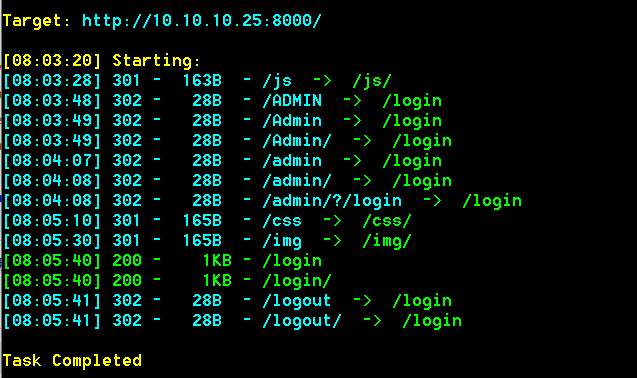 Target: http://10.10.10.25:8000/
[08:03:20] Starting:
[08:03:28] 301 - 163B - /js -> /js/
[08:03:48] 302 - 28B - /ADMIN -> /login
[08:03:49] 302 - 28B - /Admin -> /login
[08:03:49] 302 - 28B - /Admin/ -> /login
[08:04:07] 302 - 28B - /admin -> /login
[08:04:08] 302 - 28B - /admin/ -> /login
[08:04:08] 302 - 28B - /admin/?/login -> /login
[08:05:10] 301 - 165B - /css -> /css/
[08:05:30] 301 - 165B - /img -> /img/
[08:05:40] 200 - 1KB - /login
[08:05:40] 200 - 1KB - /login/
[08:05:41] 302 - 28B - /logout -> /login
[08:05:41] 302 - 28B - /logout/ -> /login
Task Completed